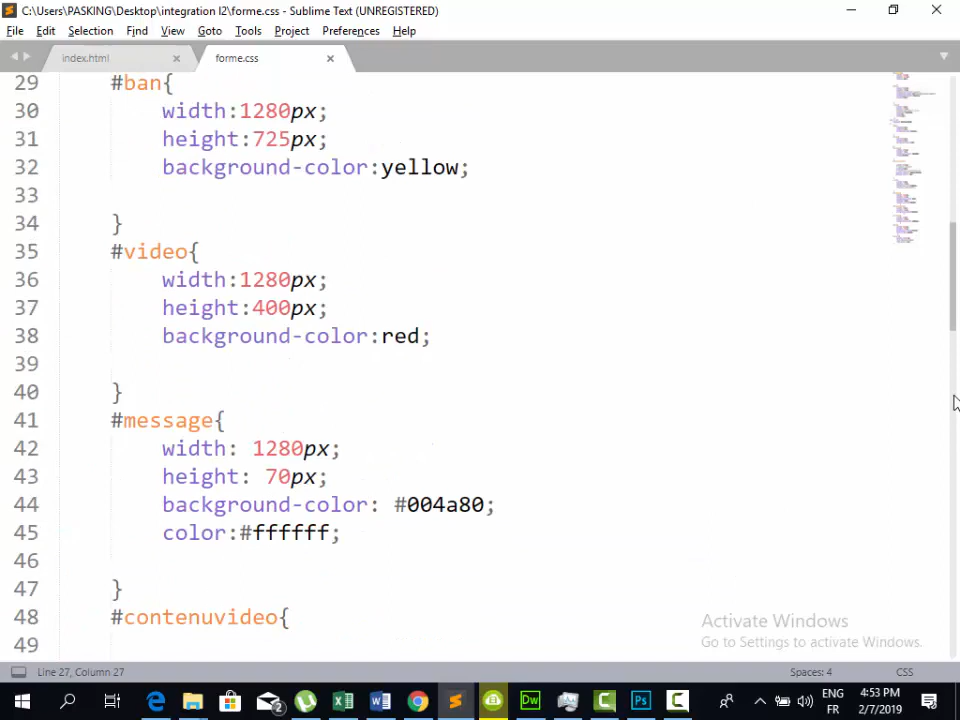 C:\Users\PASKING\Desktop\integration l2\forme.css - Sublime Text (UNREGISTERED)
File Edit Selection Find View Goto Tools Project Preferences Help
index.html × forme.css ×
29 #ban{
30 width:1280px;
31 height:725px;
32 background-color:yellow;
33
34 }
35 #video{
36 width:1280px;
37 height:400px;
38 background-color:red;
39
40 }
41 #message{
42 width: 1280px;
43 height: 70px;
44 background-color: #004a80;
45 color:#ffffff;
46
47 }
48 #contenuvideo{
49
Activate Windows
Go to Settings to activate Windows.
Line 27, Column 27 Spaces: 4 CSS
2 W Dw Ps ENG 4:53 PM
FR 2/7/2019